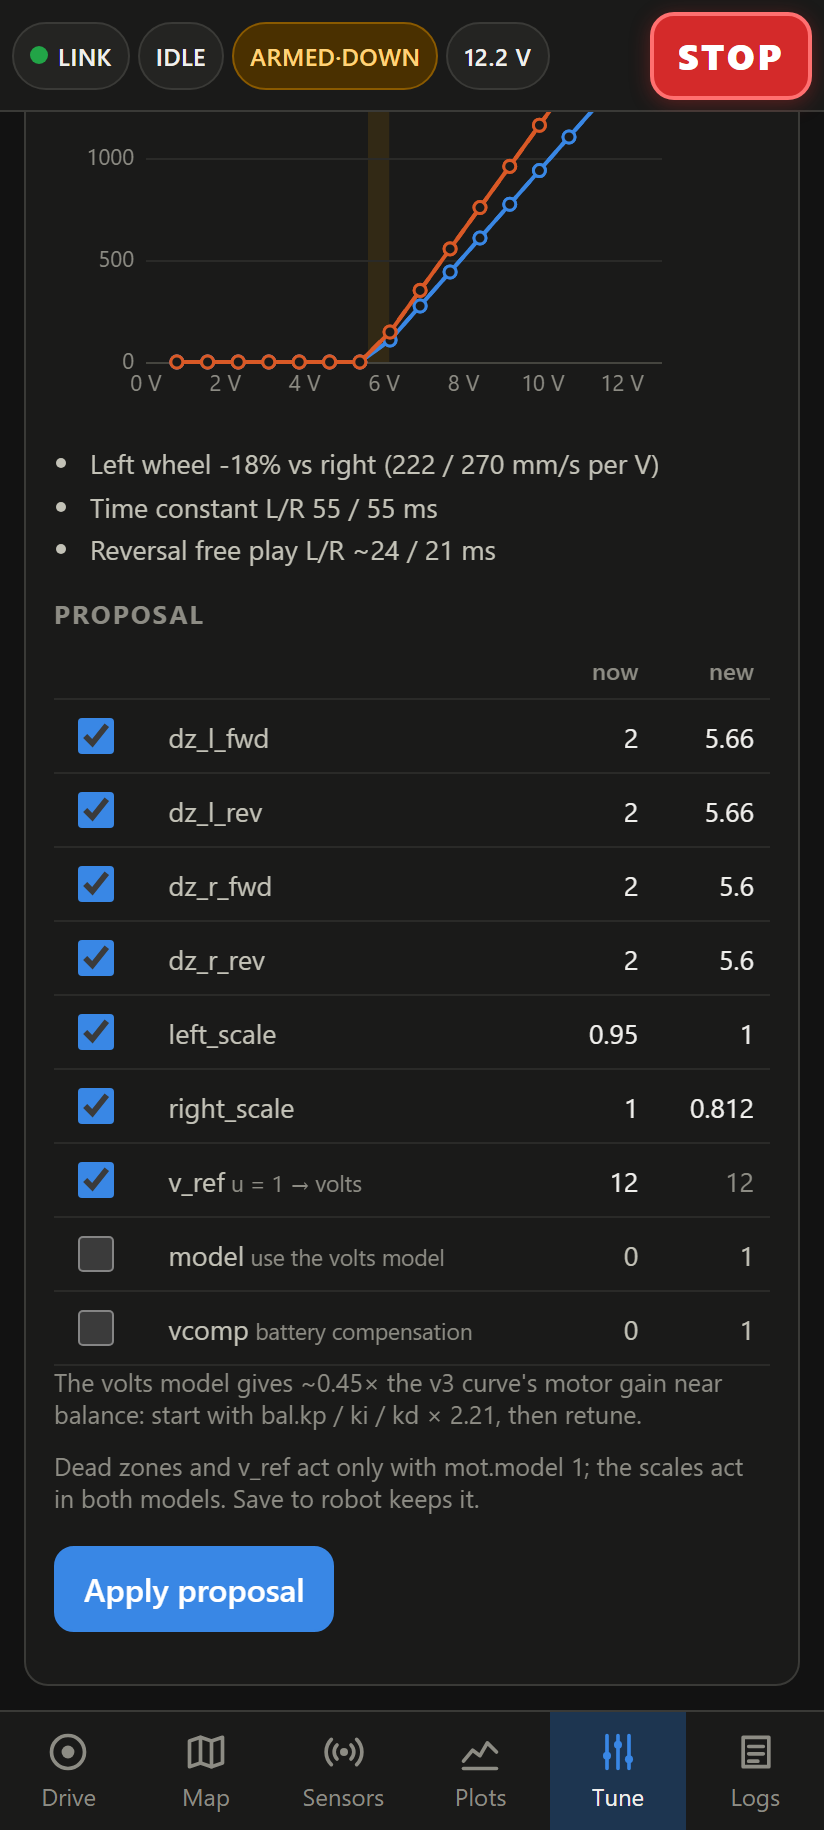 LINK
IDLE
ARMED·DOWN
12.2 V
STOP
1000
500
0
0 V 2 V 4 V 6 V 8 V 10 V 12 V
• Left wheel -18% vs right (222 / 270 mm/s per V)
• Time constant L/R 55 / 55 ms
• Reversal free play L/R ~24 / 21 ms
PROPOSAL
now new
dz_l_fwd 2 5.66
dz_l_rev 2 5.66
dz_r_fwd 2 5.6
dz_r_rev 2 5.6
left_scale 0.95 1
right_scale 1 0.812
v_ref u = 1 → volts 12 12
model use the volts model 0 1
vcomp battery compensation 0 1
The volts model gives ~0.45× the v3 curve's motor gain near
balance: start with bal.kp / ki / kd × 2.21, then retune.
Dead zones and v_ref act only with mot.model 1; the scales act
in both models. Save to robot keeps it.
Apply proposal
Drive Map Sensors Plots Tune Logs